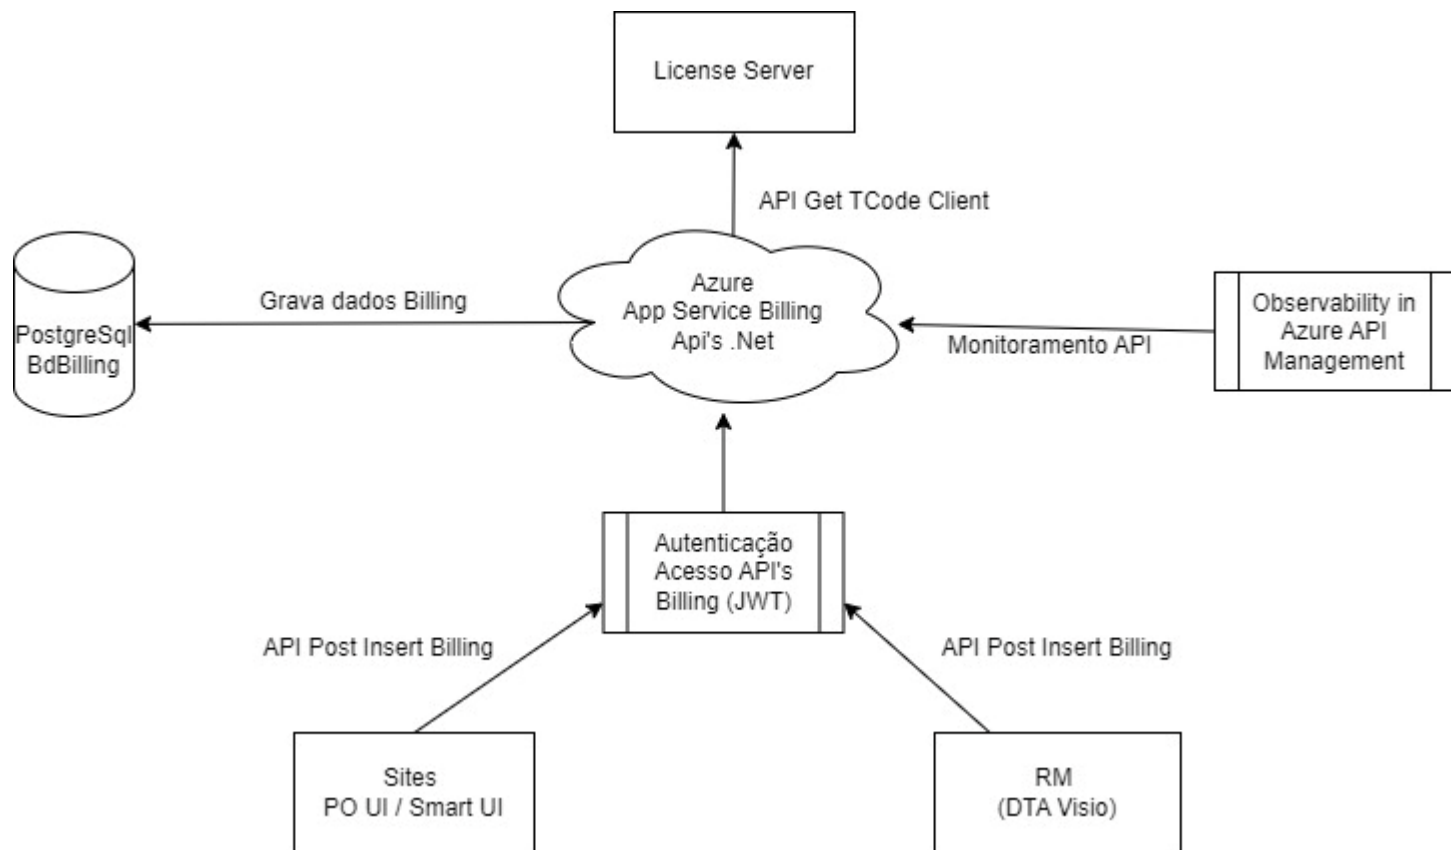 License Server
API Get TCode Client
Azure
App Service Billing
Api's .Net
Grava dados Billing
PostgreSql
BdBilling
Monitoramento API
Observability in
Azure API
Management
Autenticação
Acesso API's
Billing (JWT)
API Post Insert Billing
API Post Insert Billing
Sites
PO UI / Smart UI
RM
(DTA Visio)